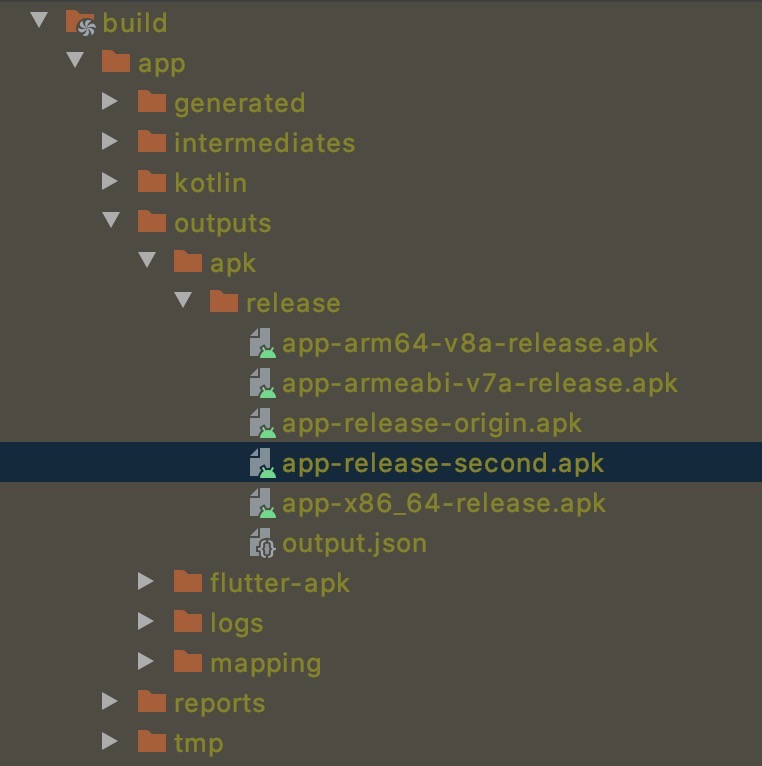 build
app
generated
intermediates
kotlin
outputs
apk
release
app-arm64-v8a-release.apk
app-armeabi-v7a-release.apk
app-release-origin.apk
app-release-second.apk
app-x86_64-release.apk
output.json
flutter-apk
logs
mapping
reports
tmp